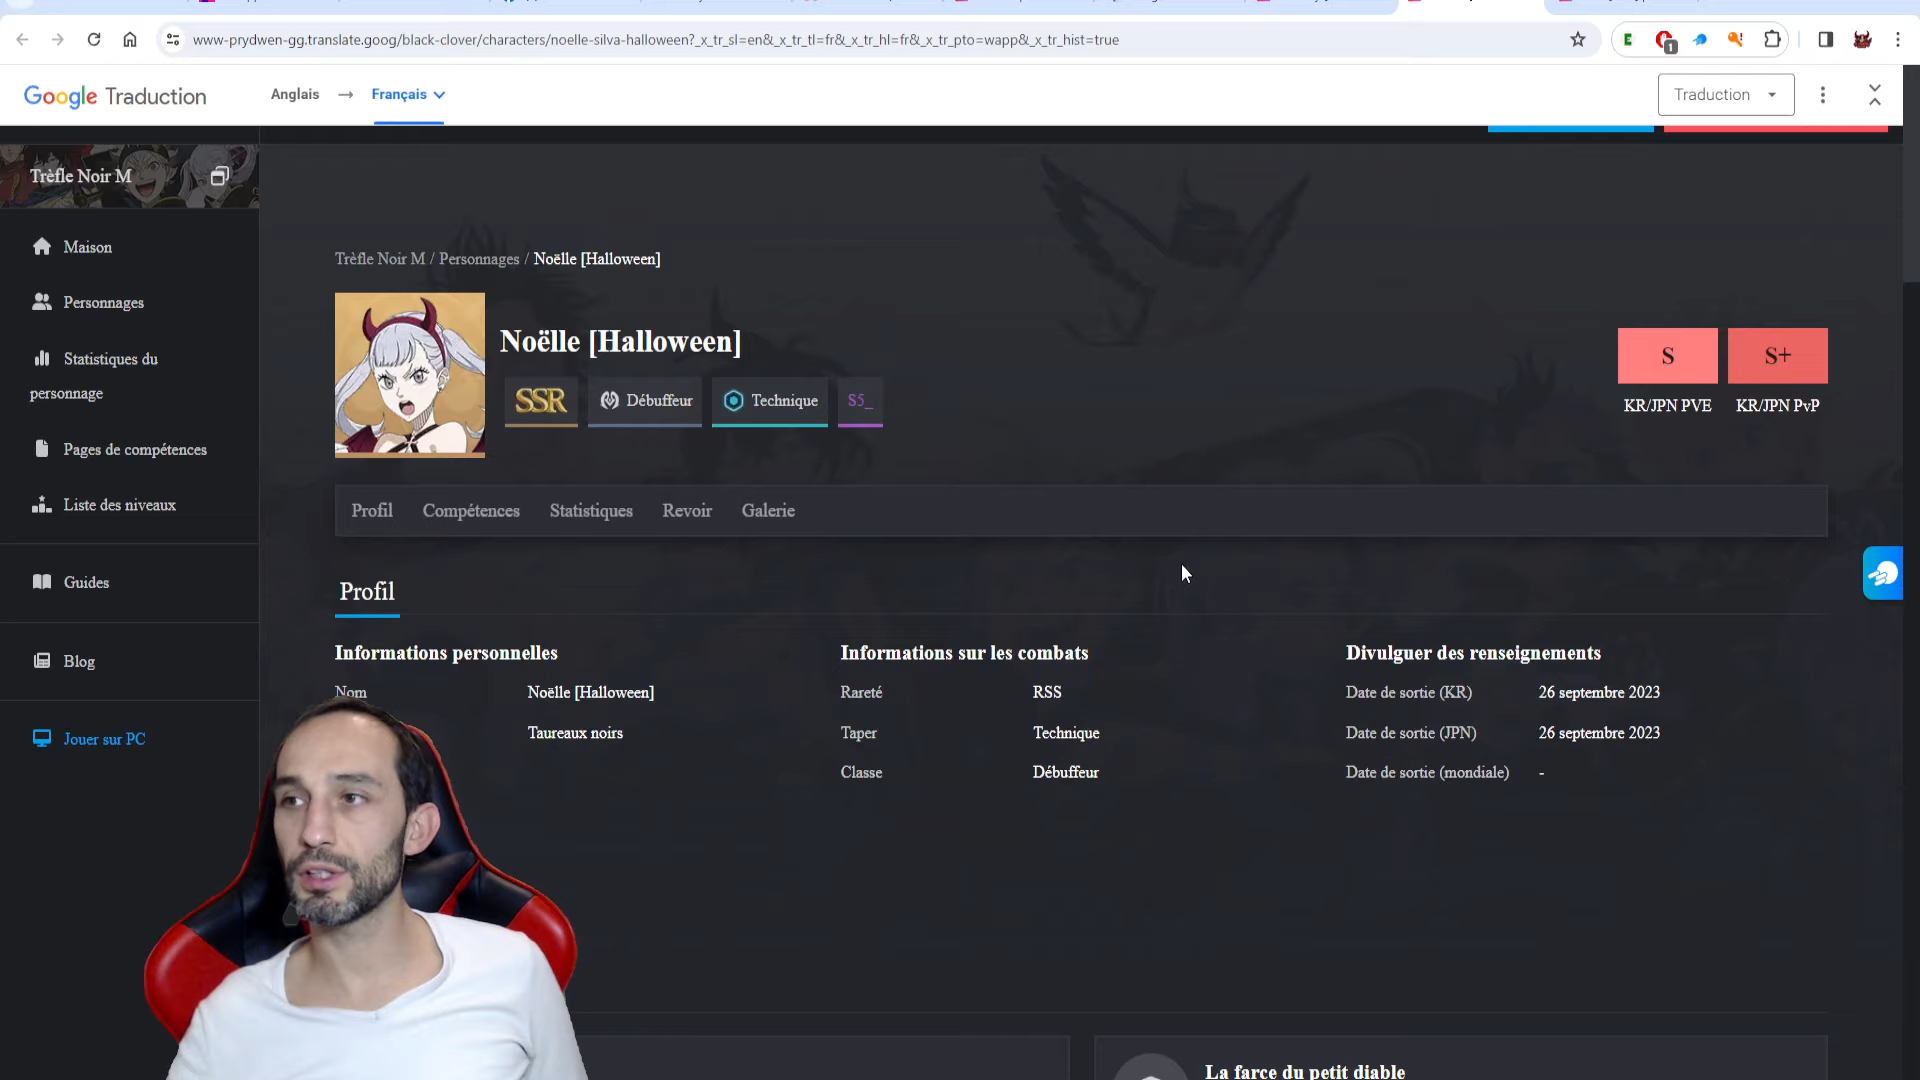 www-prydwen-gg.translate.goog/black-clover/characters/noelle-silva-halloween?_x_tr_sl=en&_x_tr_tl=fr&_x_tr_hl=fr&_x_tr_pto=wapp&_x_tr_hist=true
1
Google Traduction
Anglais → Français
Traduction
Trèfle Noir M
Maison
Personnages
Statistiques du
personnage
Pages de compétences
Liste des niveaux
Guides
Blog
Jouer sur PC
Trèfle Noir M / Personnages / Noëlle [Halloween]
Noëlle [Halloween]
SSR
Débuffeur
Technique
S5_
S
S+
KR/JPN PVE
KR/JPN PvP
Profil
Compétences
Statistiques
Revoir
Galerie
Profil
Informations personnelles
Nom
Noëlle [Halloween]
Taureaux noirs
Informations sur les combats
Rareté
RSS
Taper
Technique
Classe
Débuffeur
Divulguer des renseignements
Date de sortie (KR)
26 septembre 2023
Date de sortie (JPN)
26 septembre 2023
Date de sortie (mondiale)
-
La farce du petit diable